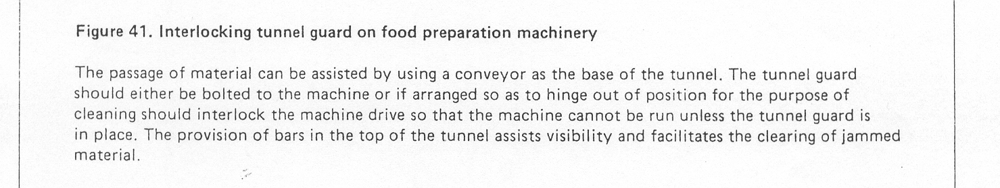 Figure 41. Interlocking tunnel guard on food preparation machinery
The passage of material can be assisted by using a conveyor as the base of the tunnel. The tunnel guard
should either be bolted to the machine or if arranged so as to hinge out of position for the purpose of
cleaning should interlock the machine drive so that the machine cannot be run unless the tunnel guard is
in place. The provision of bars in the top of the tunnel assists visibility and facilitates the clearing of jammed
material.